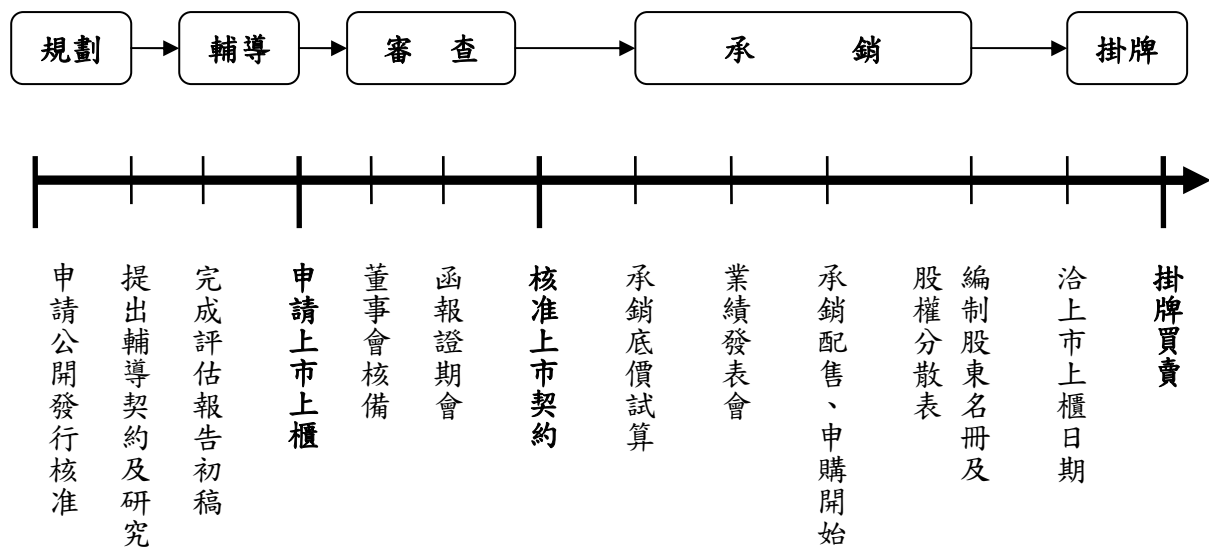 規劃
輔導
審　查
承　　　銷
掛牌
申請公開發行核准
提出輔導契約及研究
完成評估報告初稿
申請上市上櫃
董事會核備
函報證期會
核准上市契約
承銷底價試算
業績發表會
承銷配售、申購開始
編制股東名冊及
股權分散表
洽上市上櫃日期
掛牌買賣